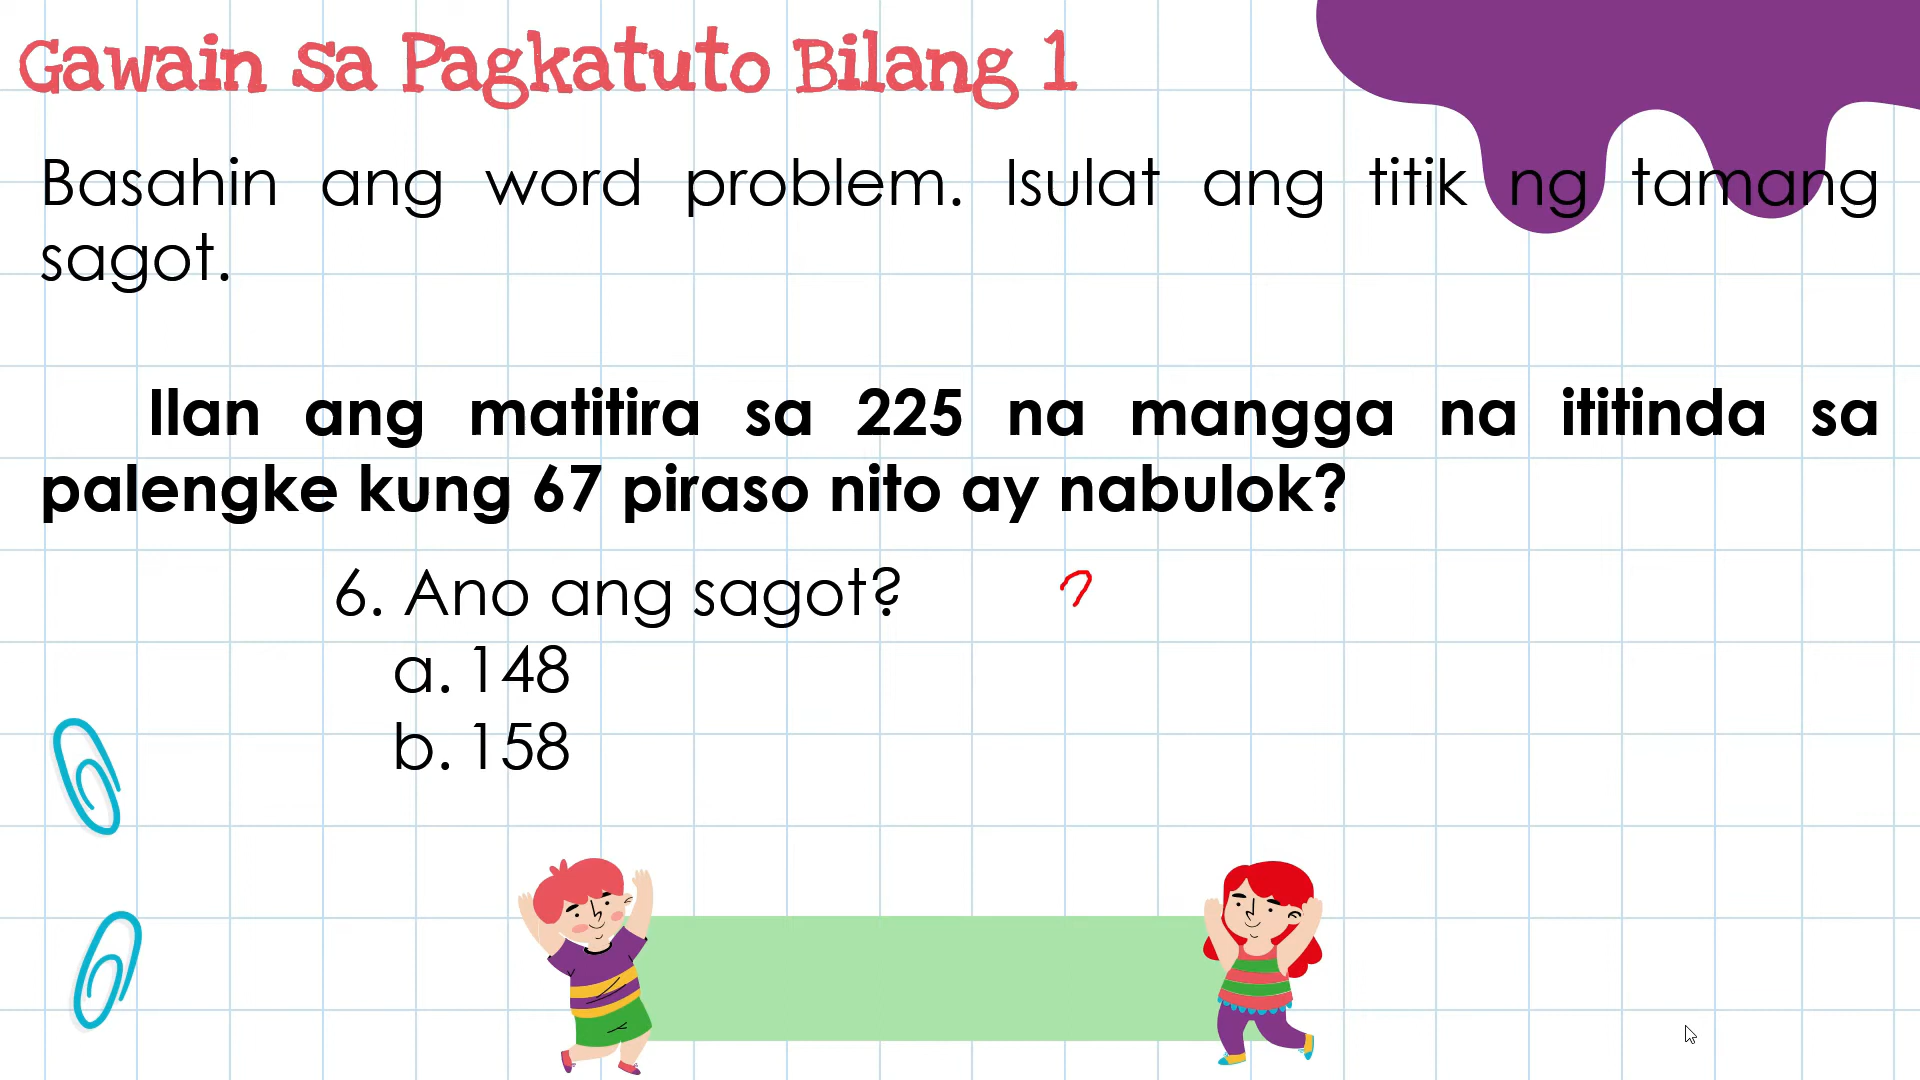 Gawain sa Pagkatuto Bilang 1
Basahin ang word problem. Isulat ang titik ng tamang
sagot.
Ilan ang matitira sa 225 na mangga na ititinda sa
palengke kung 67 piraso nito ay nabulok?
6. Ano ang sagot?
a. 148
b. 158